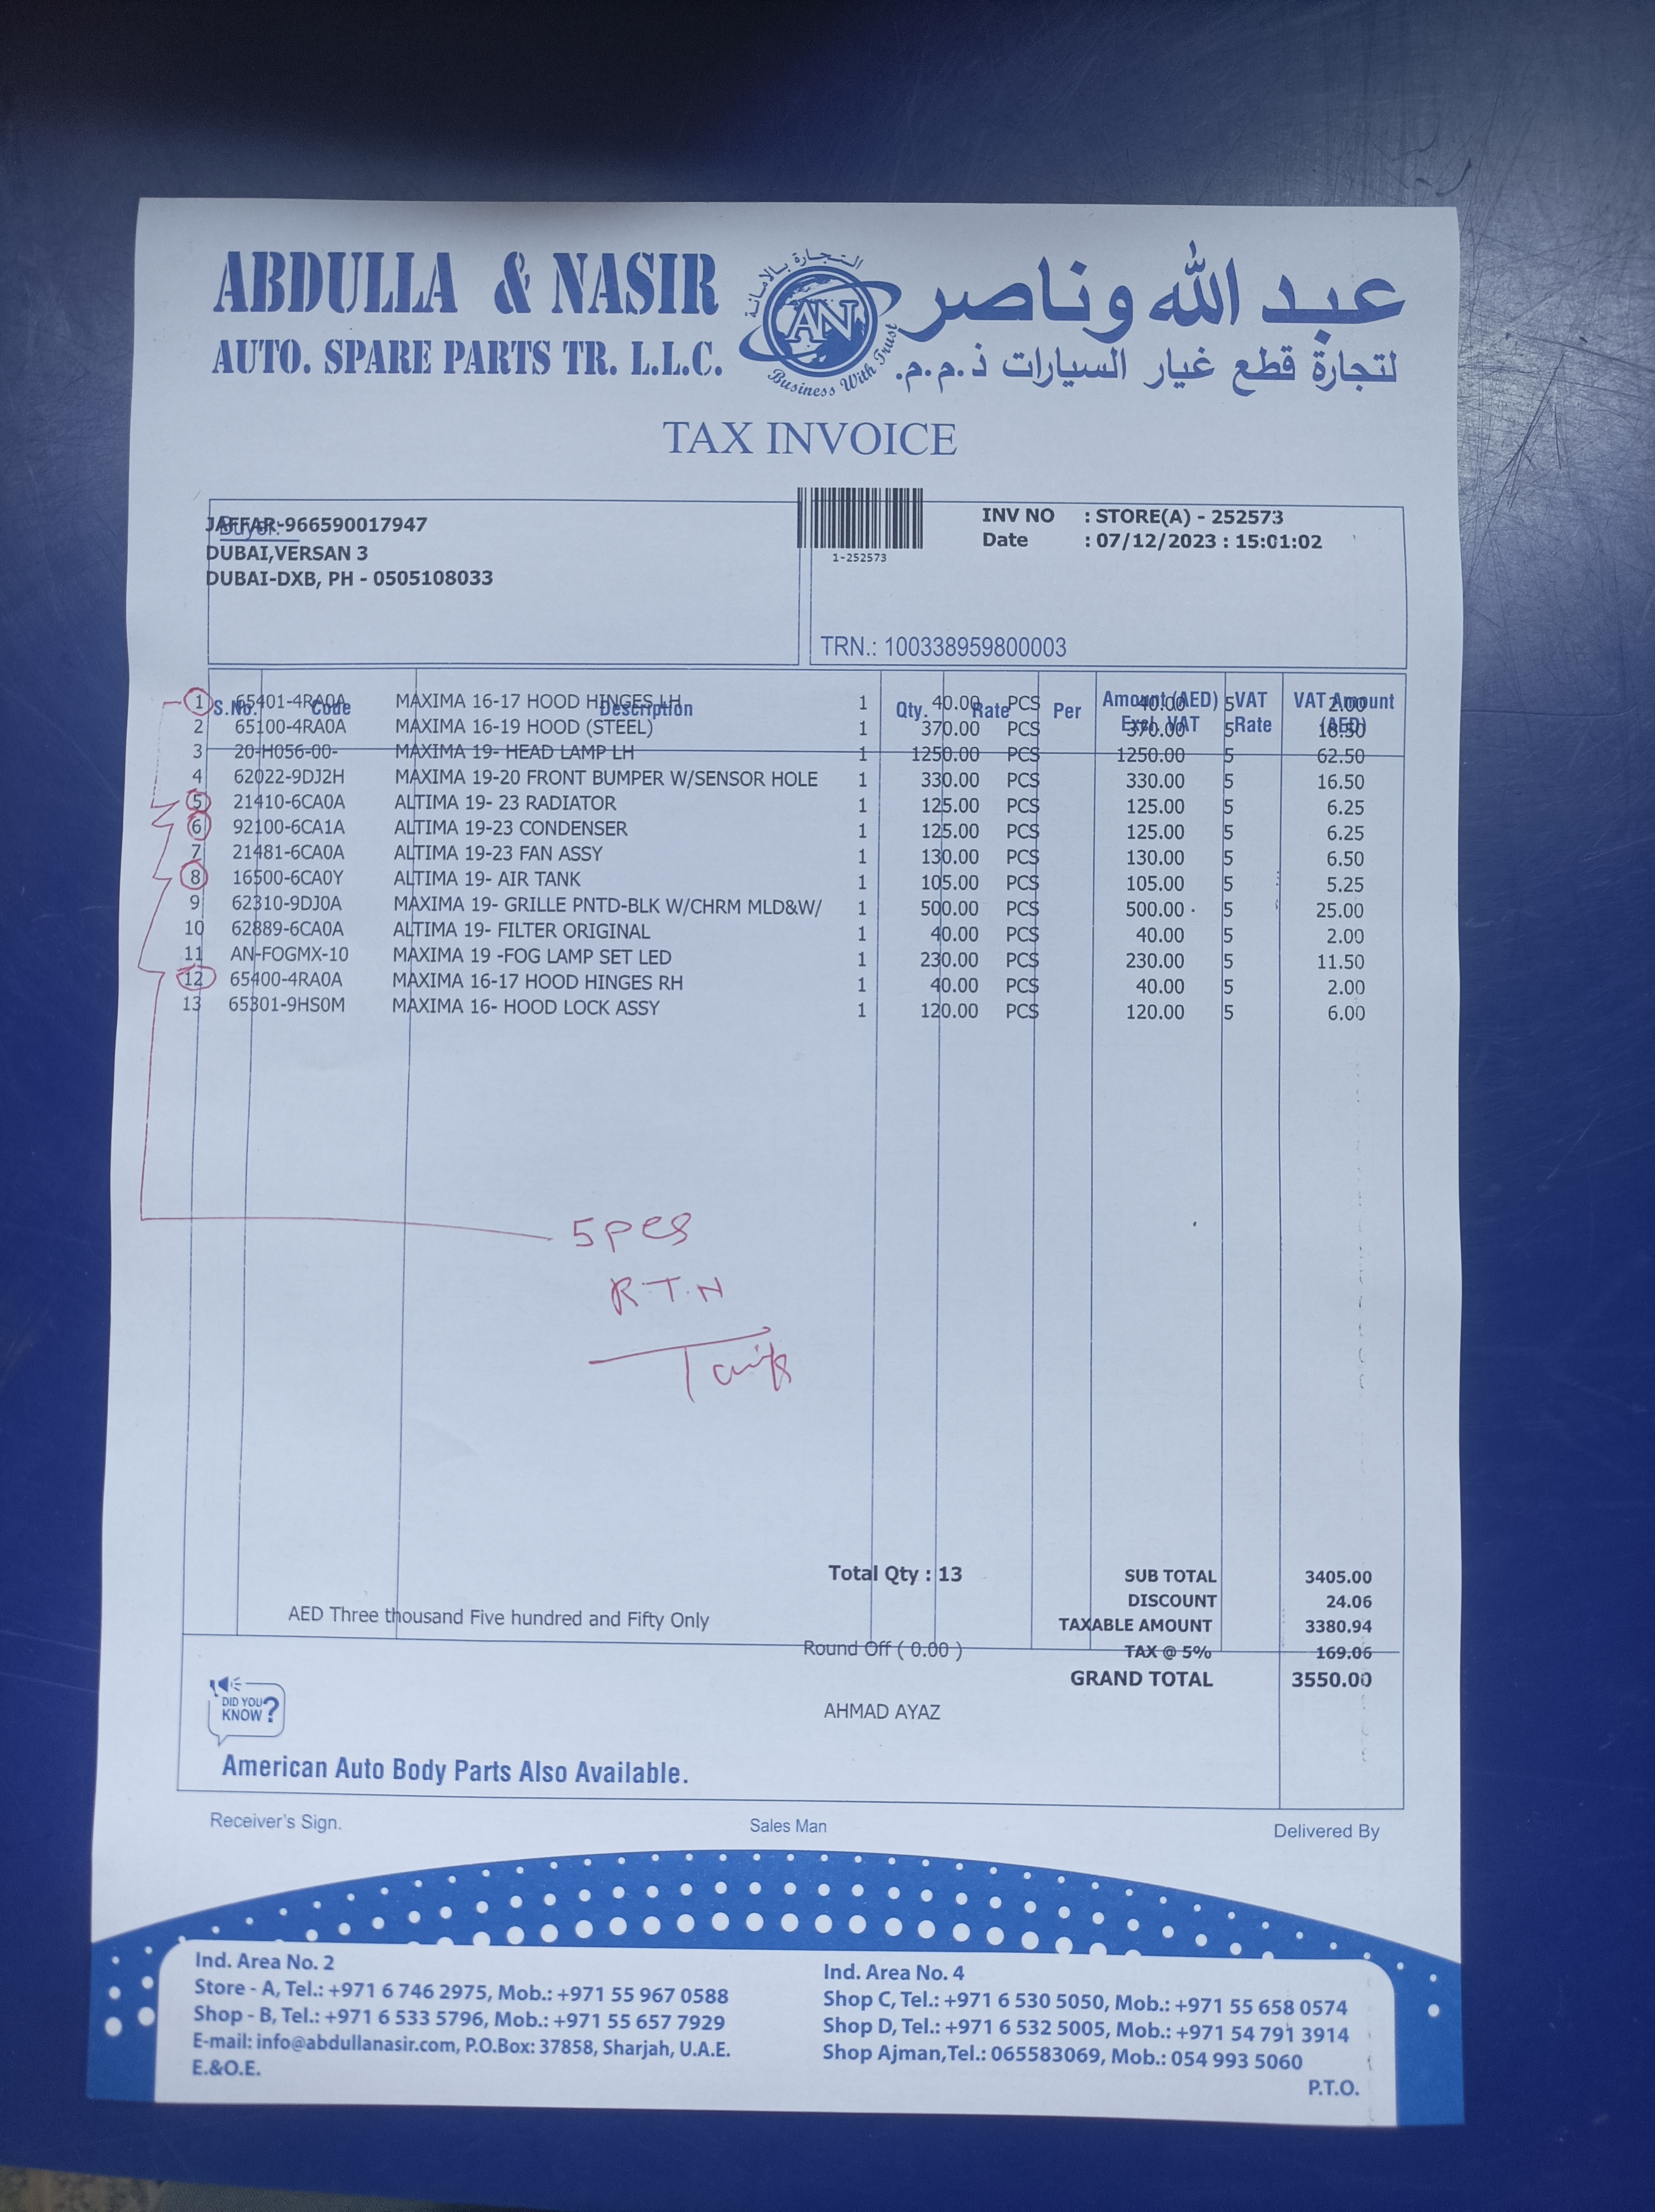 ABDULLA & NASIR
AUTO. SPARE PARTS TR. L.L.C.
التجارة بالامانة
AN
Business With Trust
عبد الله وناصر
لتجارة قطع غيار السيارات ذ.م.م.
TAX INVOICE
Buyer:
JAFFAR-966590017947
DUBAI,VERSAN 3
DUBAI-DXB, PH - 0505108033
1-252573
INV NO : STORE(A) - 252573
Date : 07/12/2023 : 15:01:02
TRN.: 100338959800003
S.No. Code Description Qty. Rate Per Amount (AED) Excl. VAT VAT Rate VAT Amount (AED)
1 65401-4RA0A MAXIMA 16-17 HOOD HINGES LH 1 40.00 PCS 40.00 5 2.00
2 65100-4RA0A MAXIMA 16-19 HOOD (STEEL) 1 370.00 PCS 370.00 5 18.50
3 20-H056-00- MAXIMA 19- HEAD LAMP LH 1 1250.00 PCS 1250.00 5 62.50
4 62022-9DJ2H MAXIMA 19-20 FRONT BUMPER W/SENSOR HOLE 1 330.00 PCS 330.00 5 16.50
5 21410-6CA0A ALTIMA 19- 23 RADIATOR 1 125.00 PCS 125.00 5 6.25
6 92100-6CA1A ALTIMA 19-23 CONDENSER 1 125.00 PCS 125.00 5 6.25
7 21481-6CA0A ALTIMA 19-23 FAN ASSY 1 130.00 PCS 130.00 5 6.50
8 16500-6CA0Y ALTIMA 19- AIR TANK 1 105.00 PCS 105.00 5 5.25
9 62310-9DJ0A MAXIMA 19- GRILLE PNTD-BLK W/CHRM MLD&W/ 1 500.00 PCS 500.00 5 25.00
10 62889-6CA0A ALTIMA 19- FILTER ORIGINAL 1 40.00 PCS 40.00 5 2.00
11 AN-FOGMX-10 MAXIMA 19 -FOG LAMP SET LED 1 230.00 PCS 230.00 5 11.50
12 65400-4RA0A MAXIMA 16-17 HOOD HINGES RH 1 40.00 PCS 40.00 5 2.00
13 65301-9HS0M MAXIMA 16- HOOD LOCK ASSY 1 120.00 PCS 120.00 5 6.00
5 pcs
R.T.N
Total Qty : 13
SUB TOTAL 3405.00
DISCOUNT 24.06
AED Three thousand Five hundred and Fifty Only
TAXABLE AMOUNT 3380.94
Round Off ( 0.00 )
TAX @ 5% 169.06
GRAND TOTAL 3550.00
DID YOU KNOW?
AHMAD AYAZ
American Auto Body Parts Also Available.
Receiver's Sign. Sales Man Delivered By
Ind. Area No. 2
Store - A, Tel.: +971 6 746 2975, Mob.: +971 55 967 0588
Shop - B, Tel.: +971 6 533 5796, Mob.: +971 55 657 7929
E-mail: info@abdullanasir.com, P.O.Box: 37858, Sharjah, U.A.E.
E.&O.E.
Ind. Area No. 4
Shop C, Tel.: +971 6 530 5050, Mob.: +971 55 658 0574
Shop D, Tel.: +971 6 532 5005, Mob.: +971 54 791 3914
Shop Ajman,Tel.: 065583069, Mob.: 054 993 5060
P.T.O.